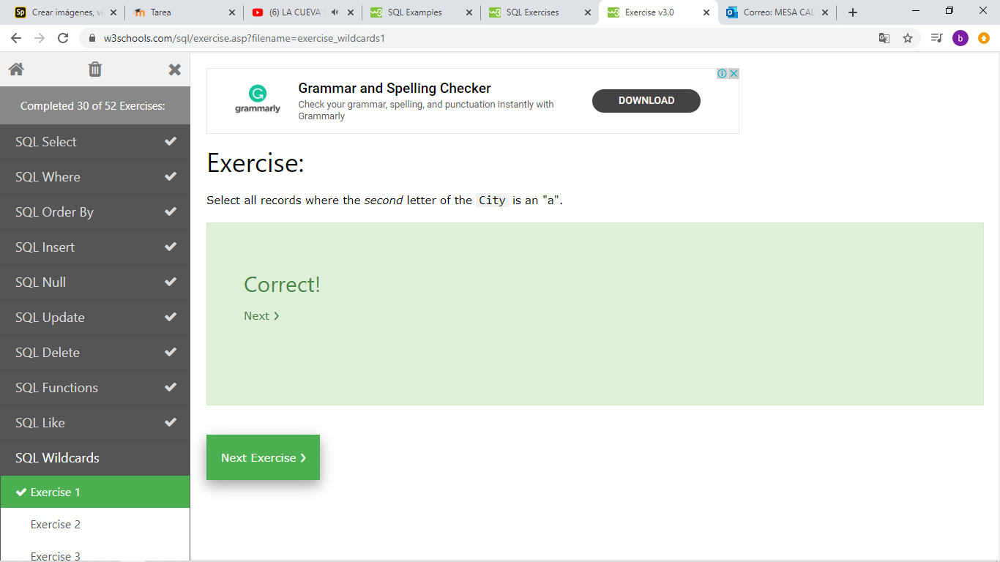 Crear imágenes, ví
Tarea
(6) LA CUEVA
SQL Examples
SQL Exercises
Exercise v3.0
Correo: MESA CAL
w3schools.com/sql/exercise.asp?filename=exercise_wildcards1
b
Completed 30 of 52 Exercises:
SQL Select
SQL Where
SQL Order By
SQL Insert
SQL Null
SQL Update
SQL Delete
SQL Functions
SQL Like
SQL Wildcards
Exercise 1
Exercise 2
Exercise 3
grammarly
Grammar and Spelling Checker
Check your grammar, spelling, and punctuation instantly with
Grammarly
DOWNLOAD
Exercise:
Select all records where the second letter of the City is an "a".
Correct!
Next ❯
Next Exercise ❯